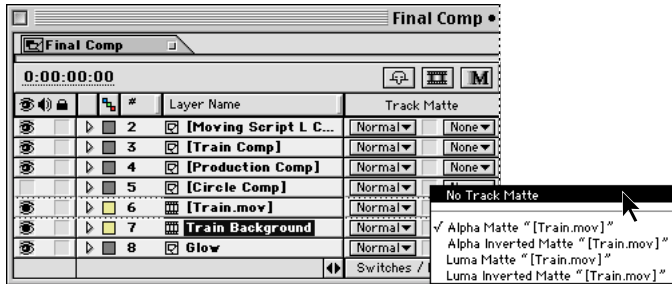 Final Comp •
Final Comp
0:00:00:00
M
# Layer Name Track Matte
2 [Moving Script L C... Normal None
3 [Train Comp] Normal None
4 [Production Comp] Normal None
5 [Circle Comp] Normal
6 [Train.mov] Normal
7 Train Background Normal
8 Glow Normal
Switches /
No Track Matte
√ Alpha Matte “[Train.mov]”
Alpha Inverted Matte “[Train.mov]”
Luma Matte “[Train.mov]”
Luma Inverted Matte “[Train.mov]”